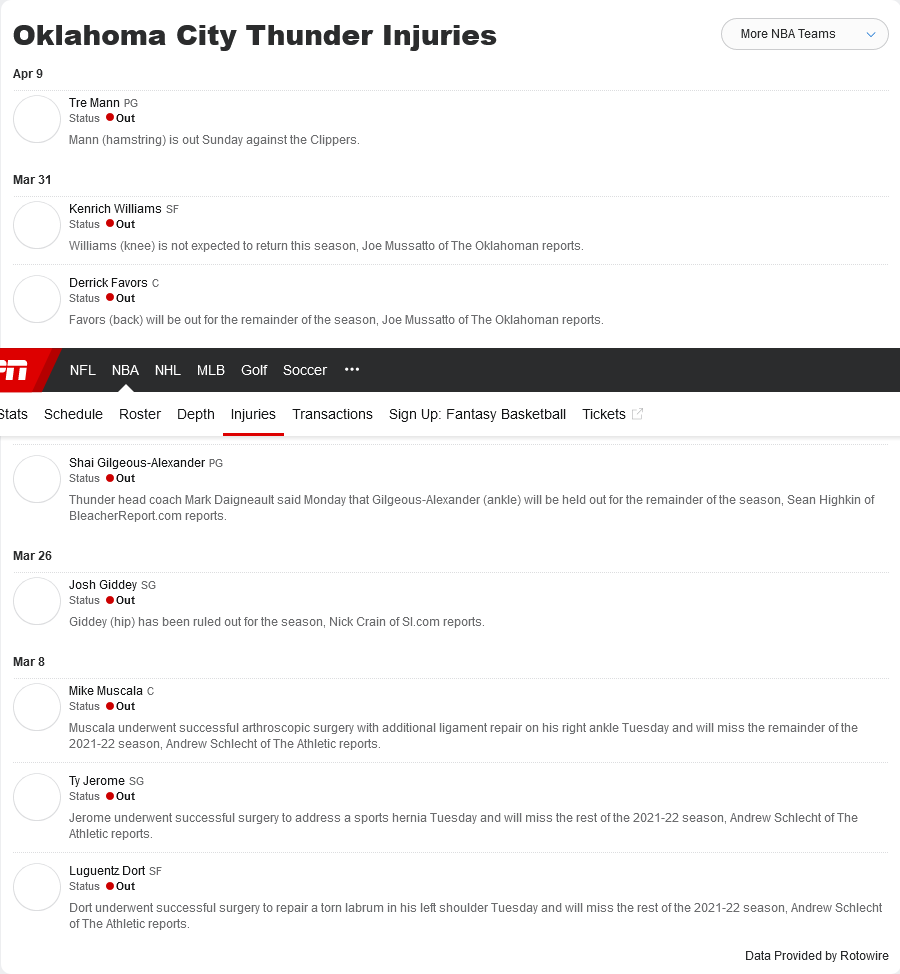 Oklahoma City Thunder Injuries
More NBA Teams
Apr 9
Tre Mann PG
Status Out
Mann (hamstring) is out Sunday against the Clippers.
Mar 31
Kenrich Williams SF
Status Out
Williams (knee) is not expected to return this season, Joe Mussatto of The Oklahoman reports.
Derrick Favors C
Status Out
Favors (back) will be out for the remainder of the season, Joe Mussatto of The Oklahoman reports.
NFL NBA NHL MLB Golf Soccer •••
Stats Schedule Roster Depth Injuries Transactions Sign Up: Fantasy Basketball Tickets
Shai Gilgeous-Alexander PG
Status Out
Thunder head coach Mark Daigneault said Monday that Gilgeous-Alexander (ankle) will be held out for the remainder of the season, Sean Highkin of
BleacherReport.com reports.
Mar 26
Josh Giddey SG
Status Out
Giddey (hip) has been ruled out for the season, Nick Crain of SI.com reports.
Mar 8
Mike Muscala C
Status Out
Muscala underwent successful arthroscopic surgery with additional ligament repair on his right ankle Tuesday and will miss the remainder of the
2021-22 season, Andrew Schlecht of The Athletic reports.
Ty Jerome SG
Status Out
Jerome underwent successful surgery to address a sports hernia Tuesday and will miss the rest of the 2021-22 season, Andrew Schlecht of The
Athletic reports.
Luguentz Dort SF
Status Out
Dort underwent successful surgery to repair a torn labrum in his left shoulder Tuesday and will miss the rest of the 2021-22 season, Andrew Schlecht
of The Athletic reports.
Data Provided by Rotowire